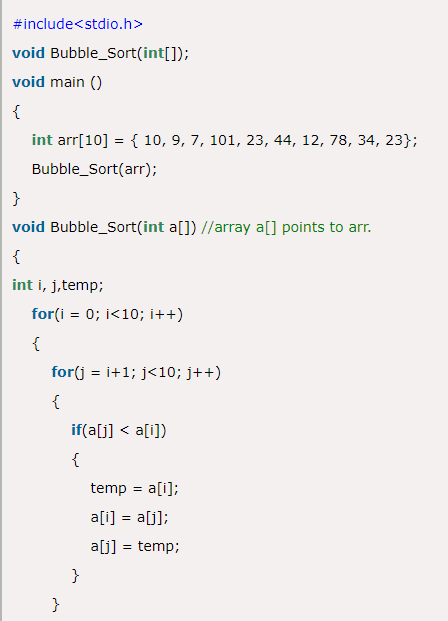 #include<stdio.h>
void Bubble_Sort(int[]);
void main ()
{
int arr[10] = { 10, 9, 7, 101, 23, 44, 12, 78, 34, 23};
Bubble_Sort(arr);
}
void Bubble_Sort(int a[]) //array a[] points to arr.
{
int i, j,temp;
for(i = 0; i<10; i++)
{
for(j = i+1; j<10; j++)
{
if(a[j] < a[i])
{
temp = a[i];
a[i] = a[j];
a[j] = temp;
}
}